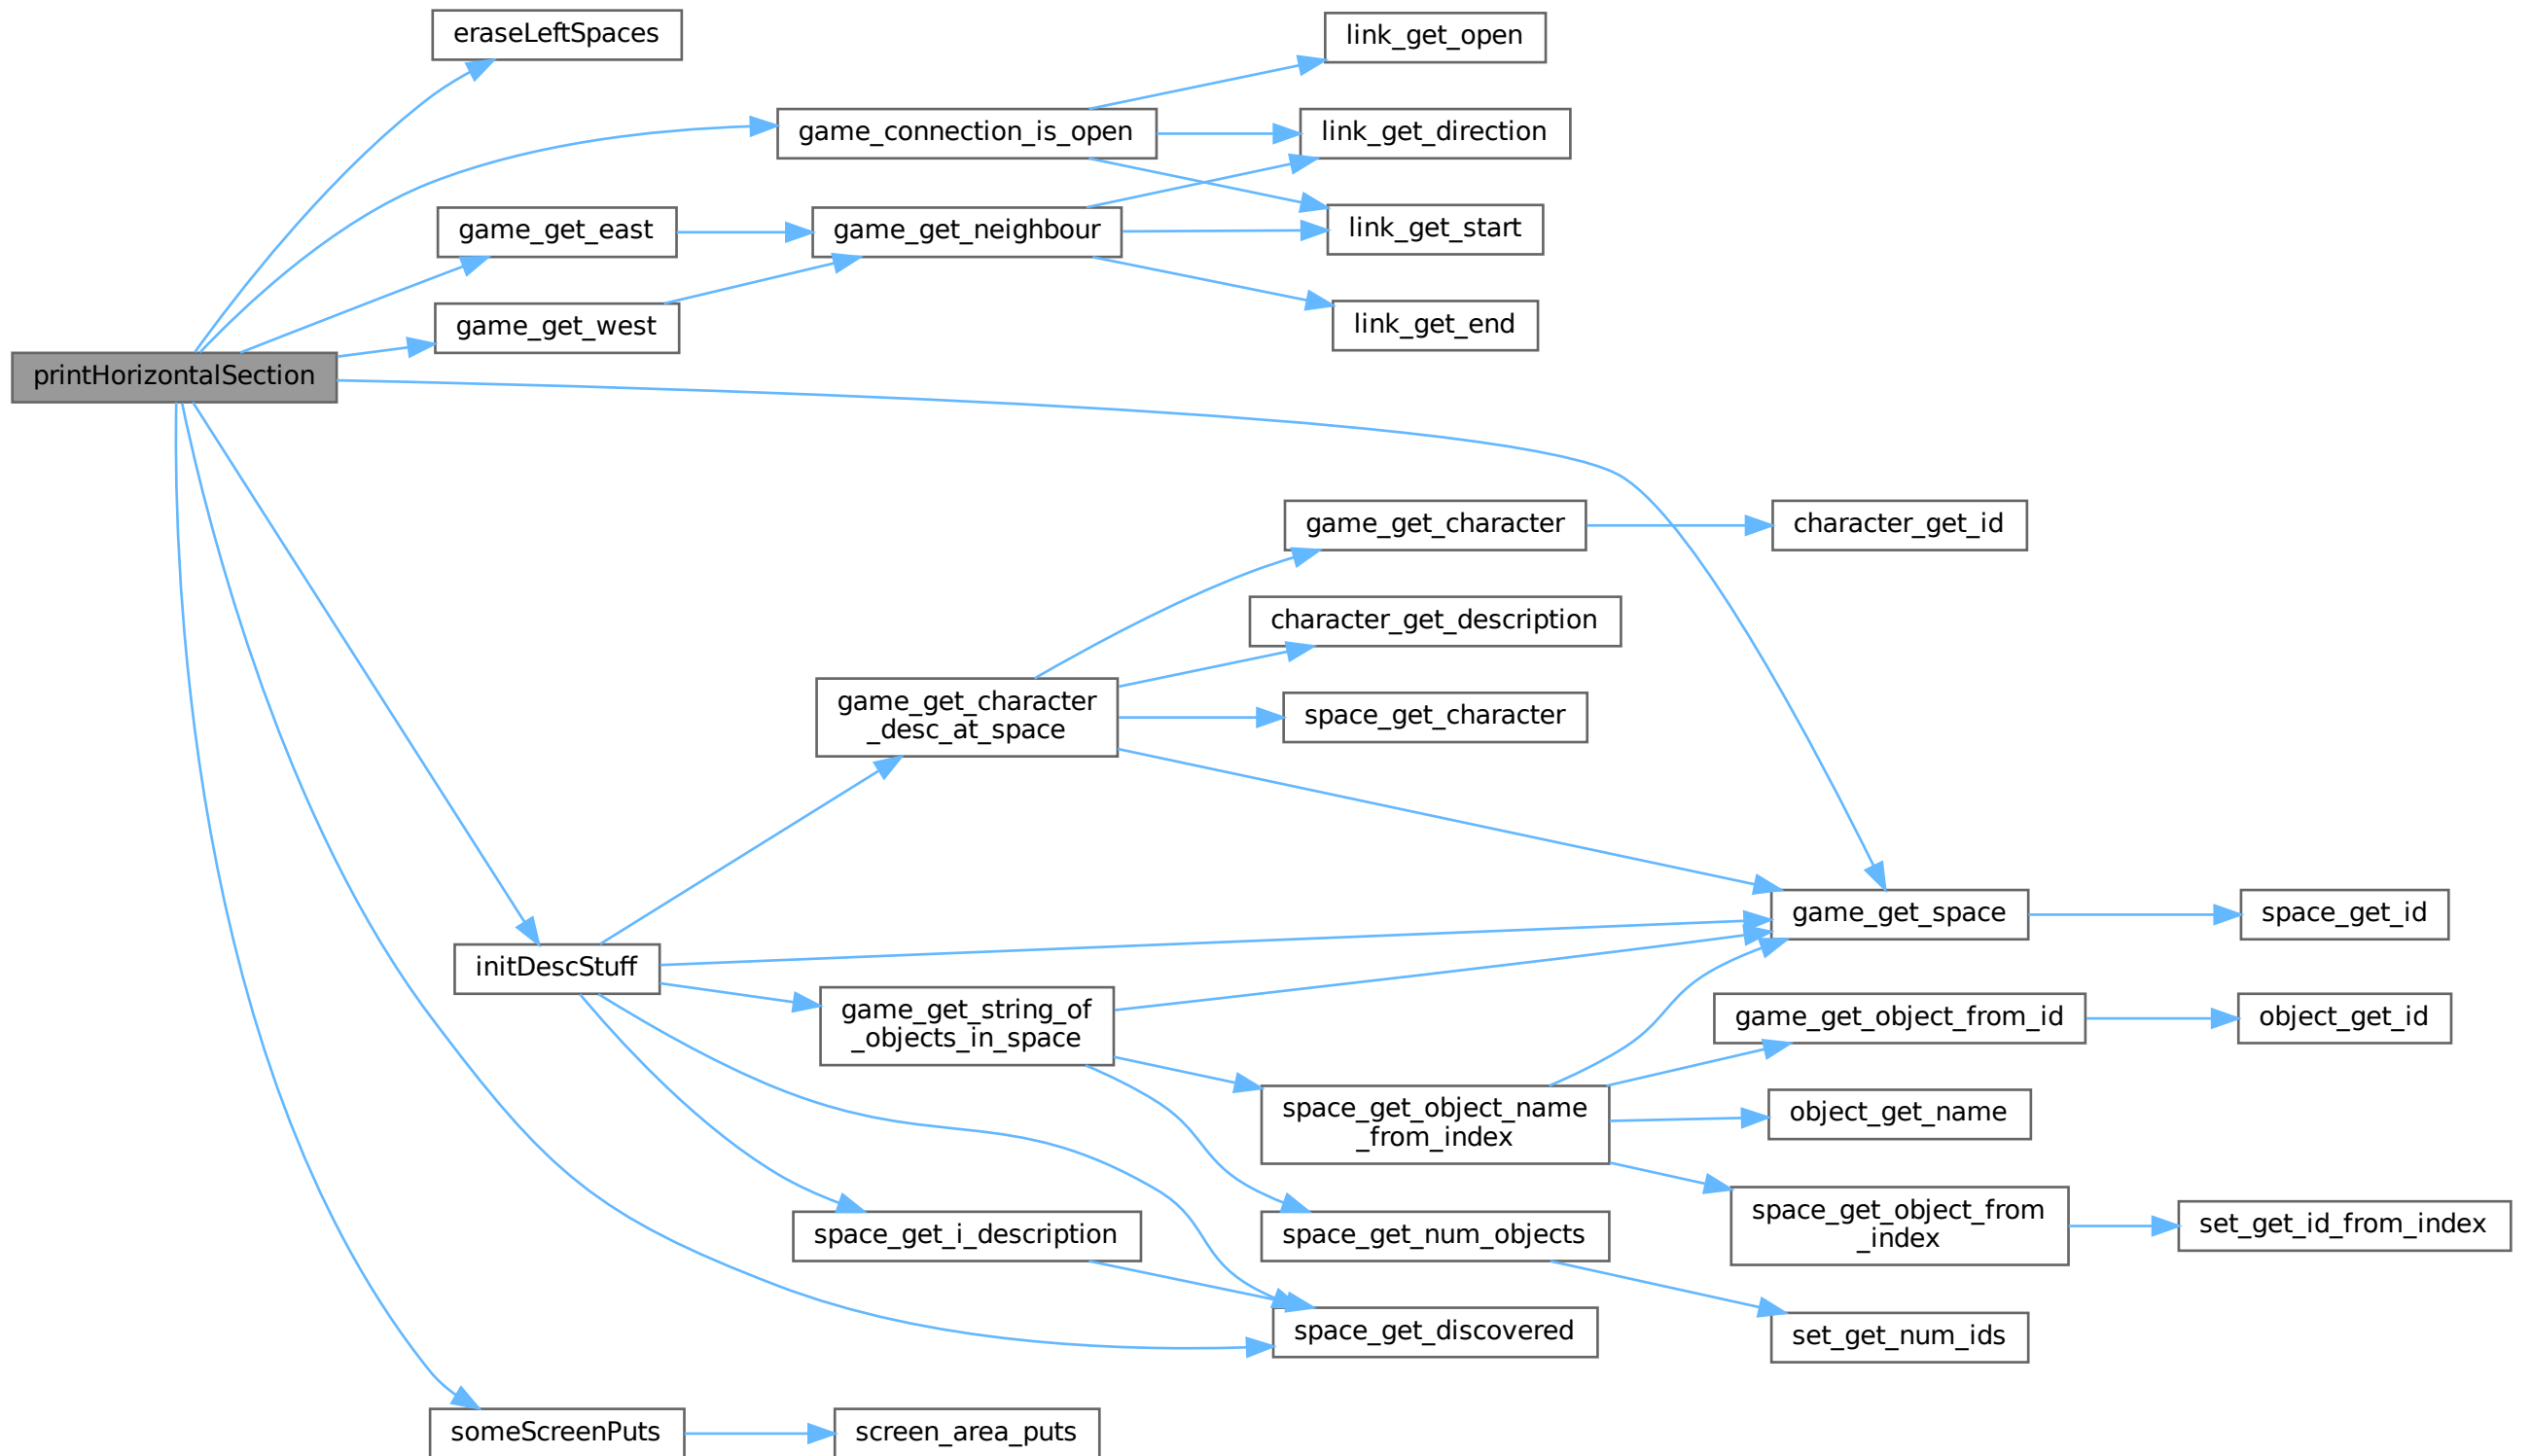 eraseLeftSpaces
link_get_open
game_connection_is_open
link_get_direction
game_get_east
game_get_neighbour
link_get_start
game_get_west
link_get_end
printHorizontalSection
game_get_character
character_get_id
character_get_description
game_get_character
_desc_at_space
space_get_character
game_get_space
space_get_id
initDescStuff
game_get_string_of
_objects_in_space
game_get_object_from_id
object_get_id
space_get_object_name
_from_index
object_get_name
space_get_object_from
_index
set_get_id_from_index
space_get_i_description
space_get_num_objects
space_get_discovered
set_get_num_ids
someScreenPuts
screen_area_puts